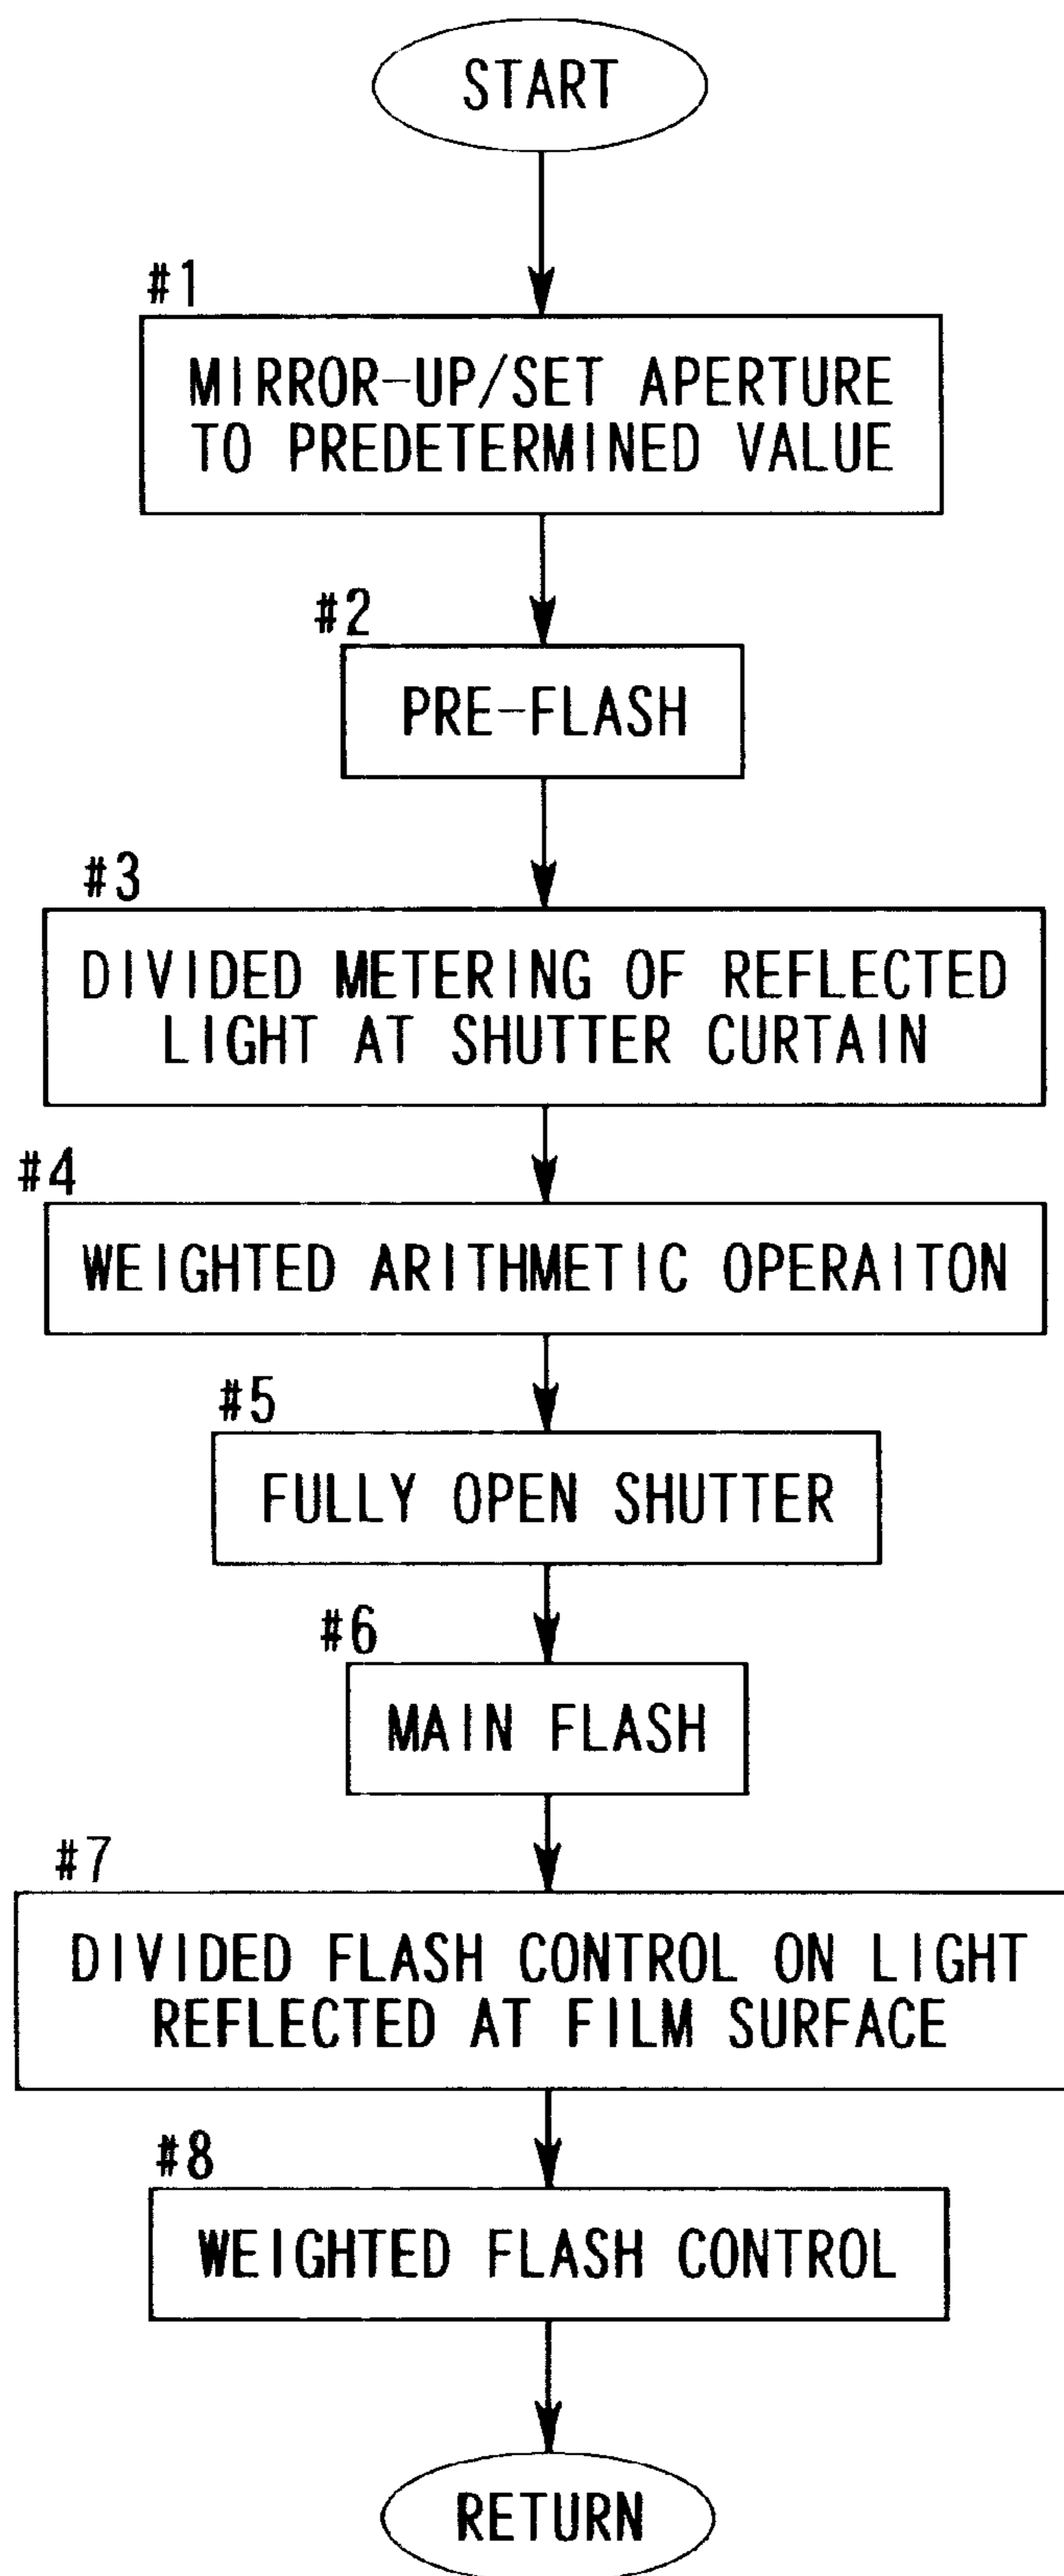 START
#1
MIRROR-UP/SET APERTURE
TO PREDETERMINED VALUE
#2
PRE-FLASH
#3
DIVIDED METERING OF REFLECTED
LIGHT AT SHUTTER CURTAIN
#4
WEIGHTED ARITHMETIC OPERAITON
#5
FULLY OPEN SHUTTER
#6
MAIN FLASH
#7
DIVIDED FLASH CONTROL ON LIGHT
REFLECTED AT FILM SURFACE
#8
WEIGHTED FLASH CONTROL
RETURN